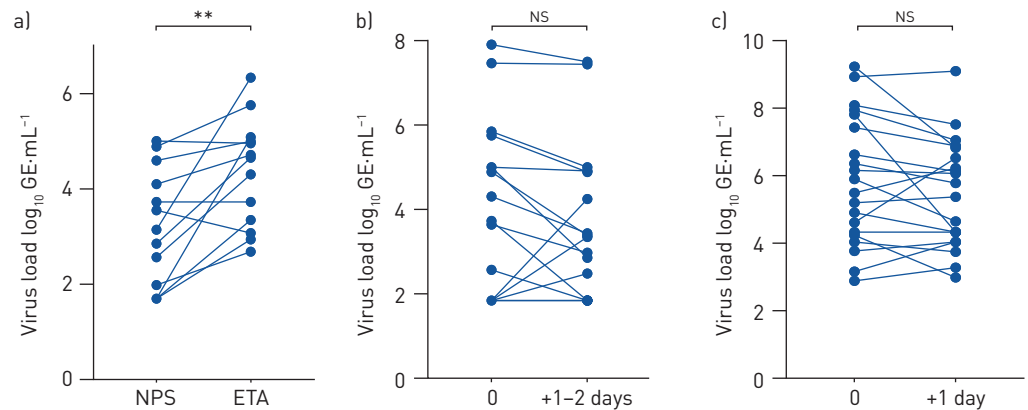 a)
**
Virus load log₁₀ GE·mL⁻¹
6
4
2
0
NPS ETA
b)
NS
Virus load log₁₀ GE·mL⁻¹
8
6
4
2
0
0 +1–2 days
c)
NS
Virus load log₁₀ GE·mL⁻¹
10
8
6
4
2
0
0 +1 day